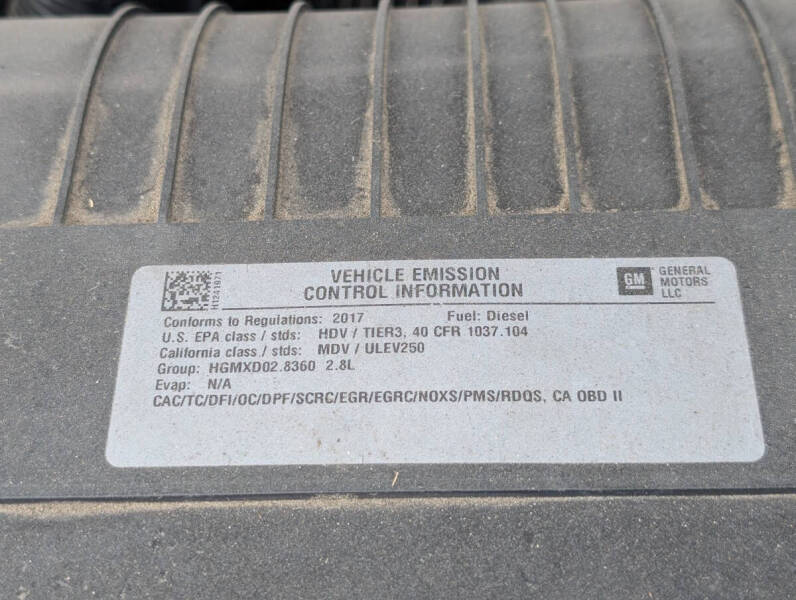 VEHICLE EMISSION
CONTROL INFORMATION
GM GENERAL
MOTORS
LLC
H1241971
Conforms to Regulations: 2017 Fuel: Diesel
U.S. EPA class / stds: HDV / TIER3, 40 CFR 1037.104
California class / stds: MDV / ULEV250
Group: HGMXD02.8360 2.8L
Evap: N/A
CAC/TC/DFI/OC/DPF/SCRC/EGR/EGRC/NOXS/PMS/RDQS, CA OBD II